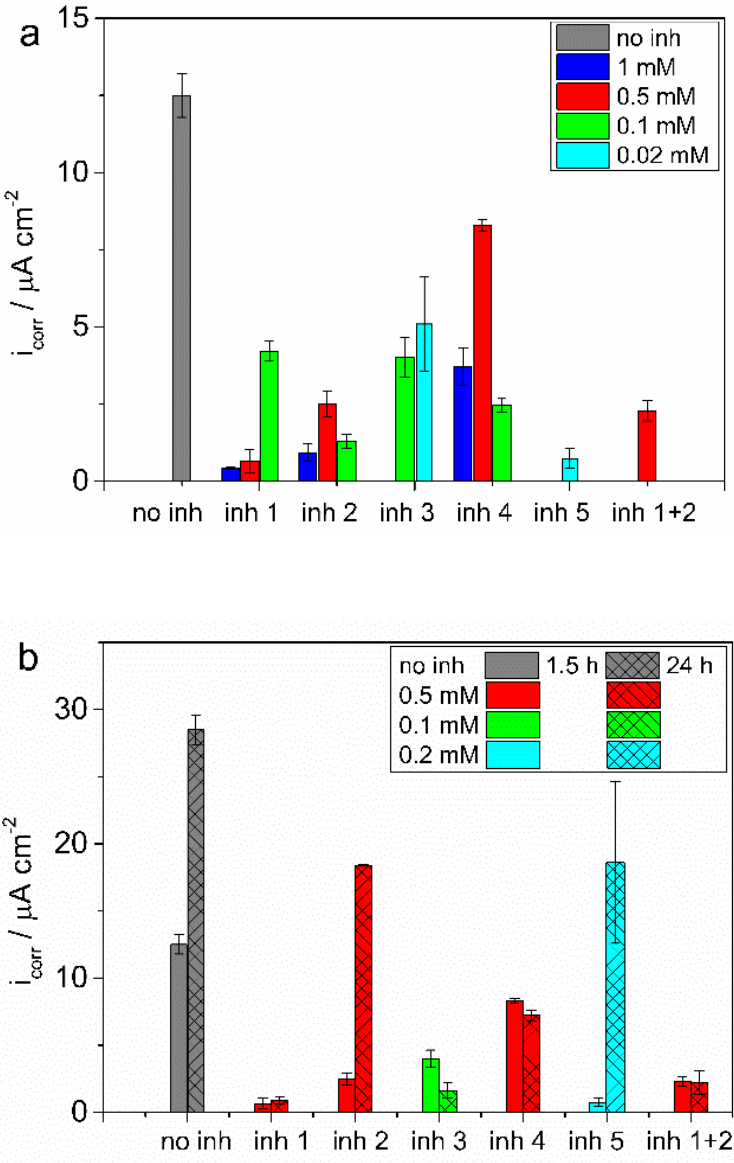 a
15
10
5
0
i corr / µA cm-2
no inh
1 mM
0.5 mM
0.1 mM
0.02 mM
no inh inh 1 inh 2 inh 3 inh 4 inh 5 inh 1+2
b
30
20
10
0
i corr / µA cm-2
no inh 1.5 h 24 h
0.5 mM
0.1 mM
0.2 mM
no inh inh 1 inh 2 inh 3 inh 4 inh 5 inh 1+2